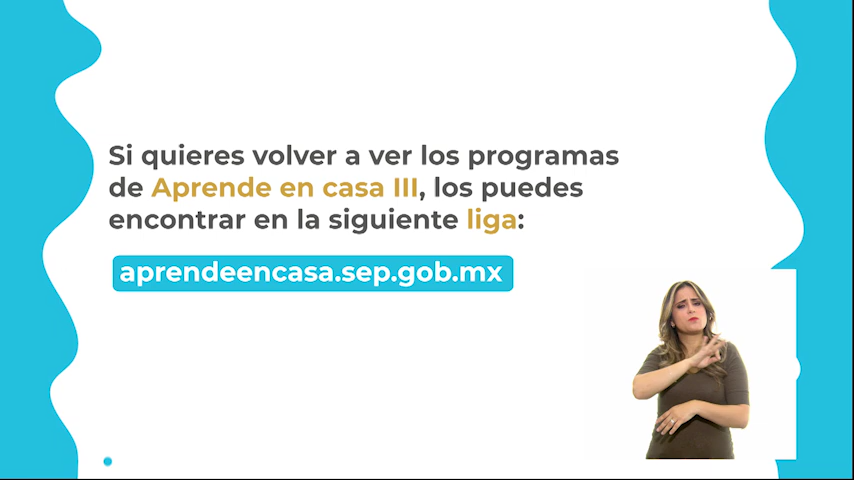 Si quieres volver a ver los programas
de Aprende en casa III, los puedes
encontrar en la siguiente liga:
aprendeencasa.sep.gob.mx